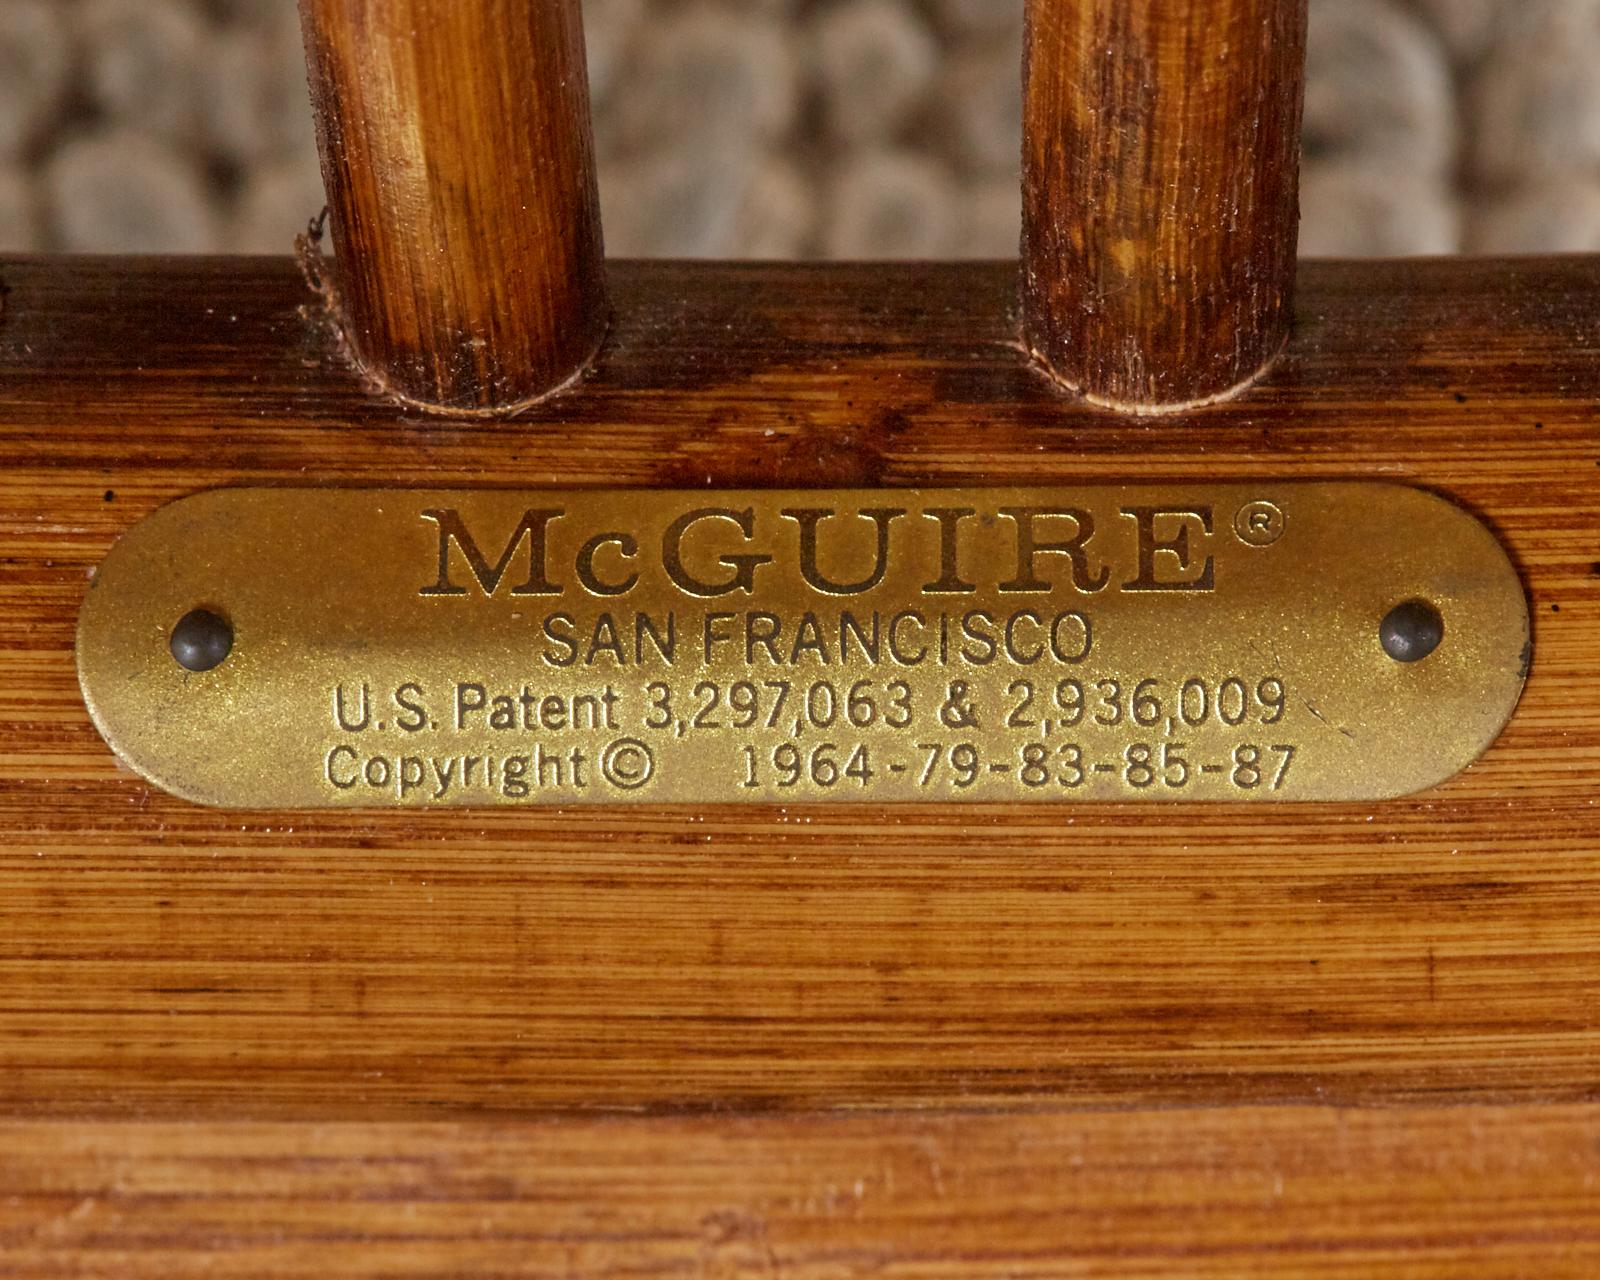 McGUIRE®
SAN FRANCISCO
U.S. Patent 3,297,063 & 2,936,009
Copyright © 1964-79-83-85-87